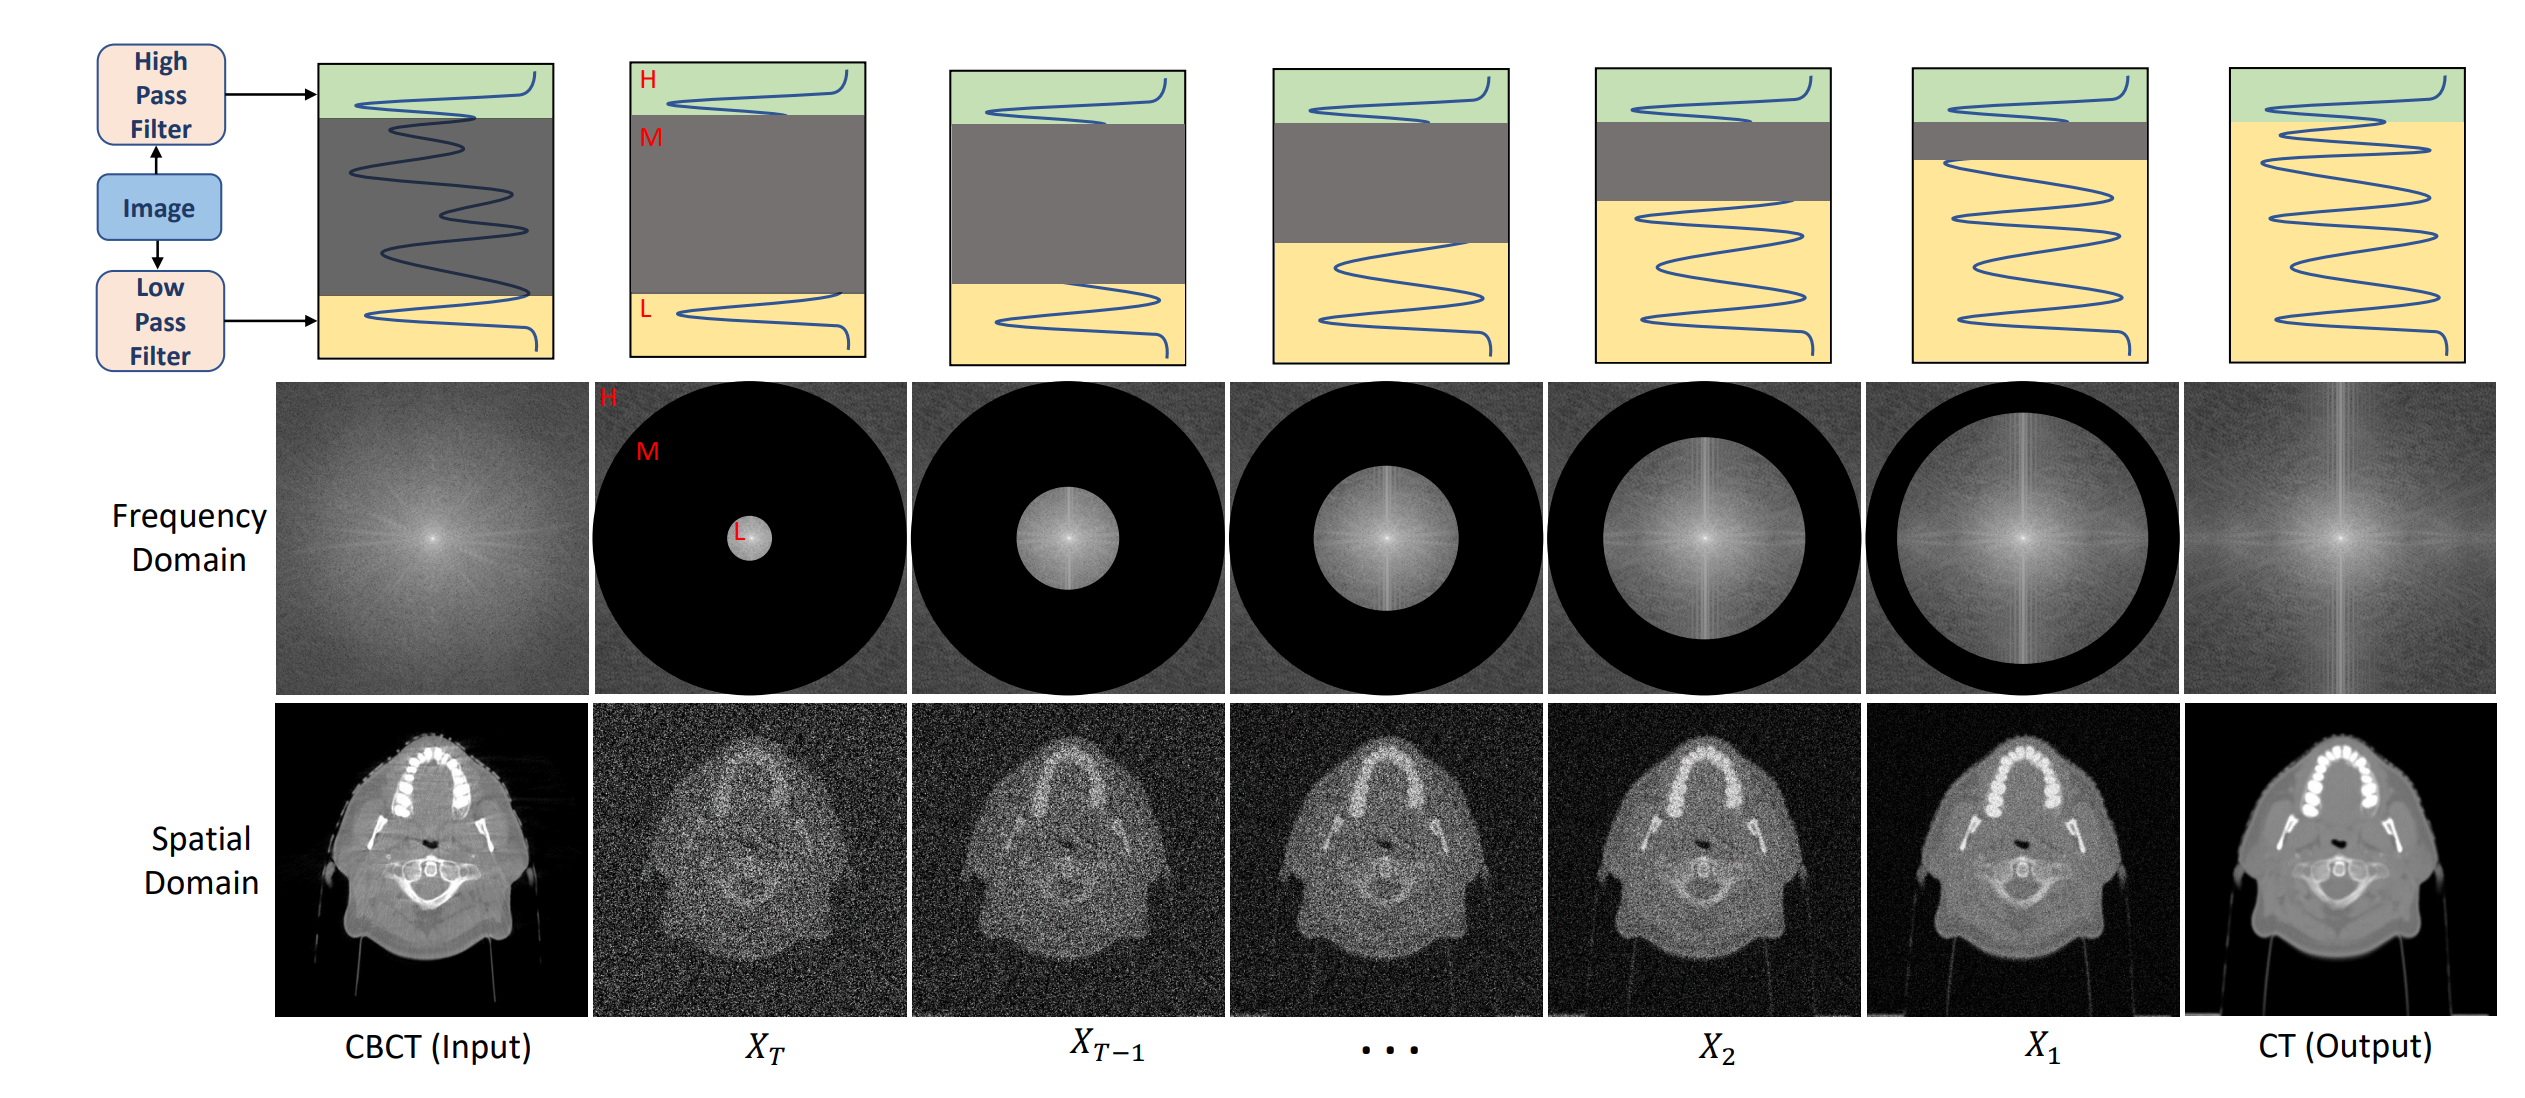 High
Pass
Filter
Image
Low
Pass
Filter
H
M
L
H
M
L
Frequency
Domain
Spatial
Domain
CBCT (Input)
X_T
X_{T-1}
...
X_2
X_1
CT (Output)